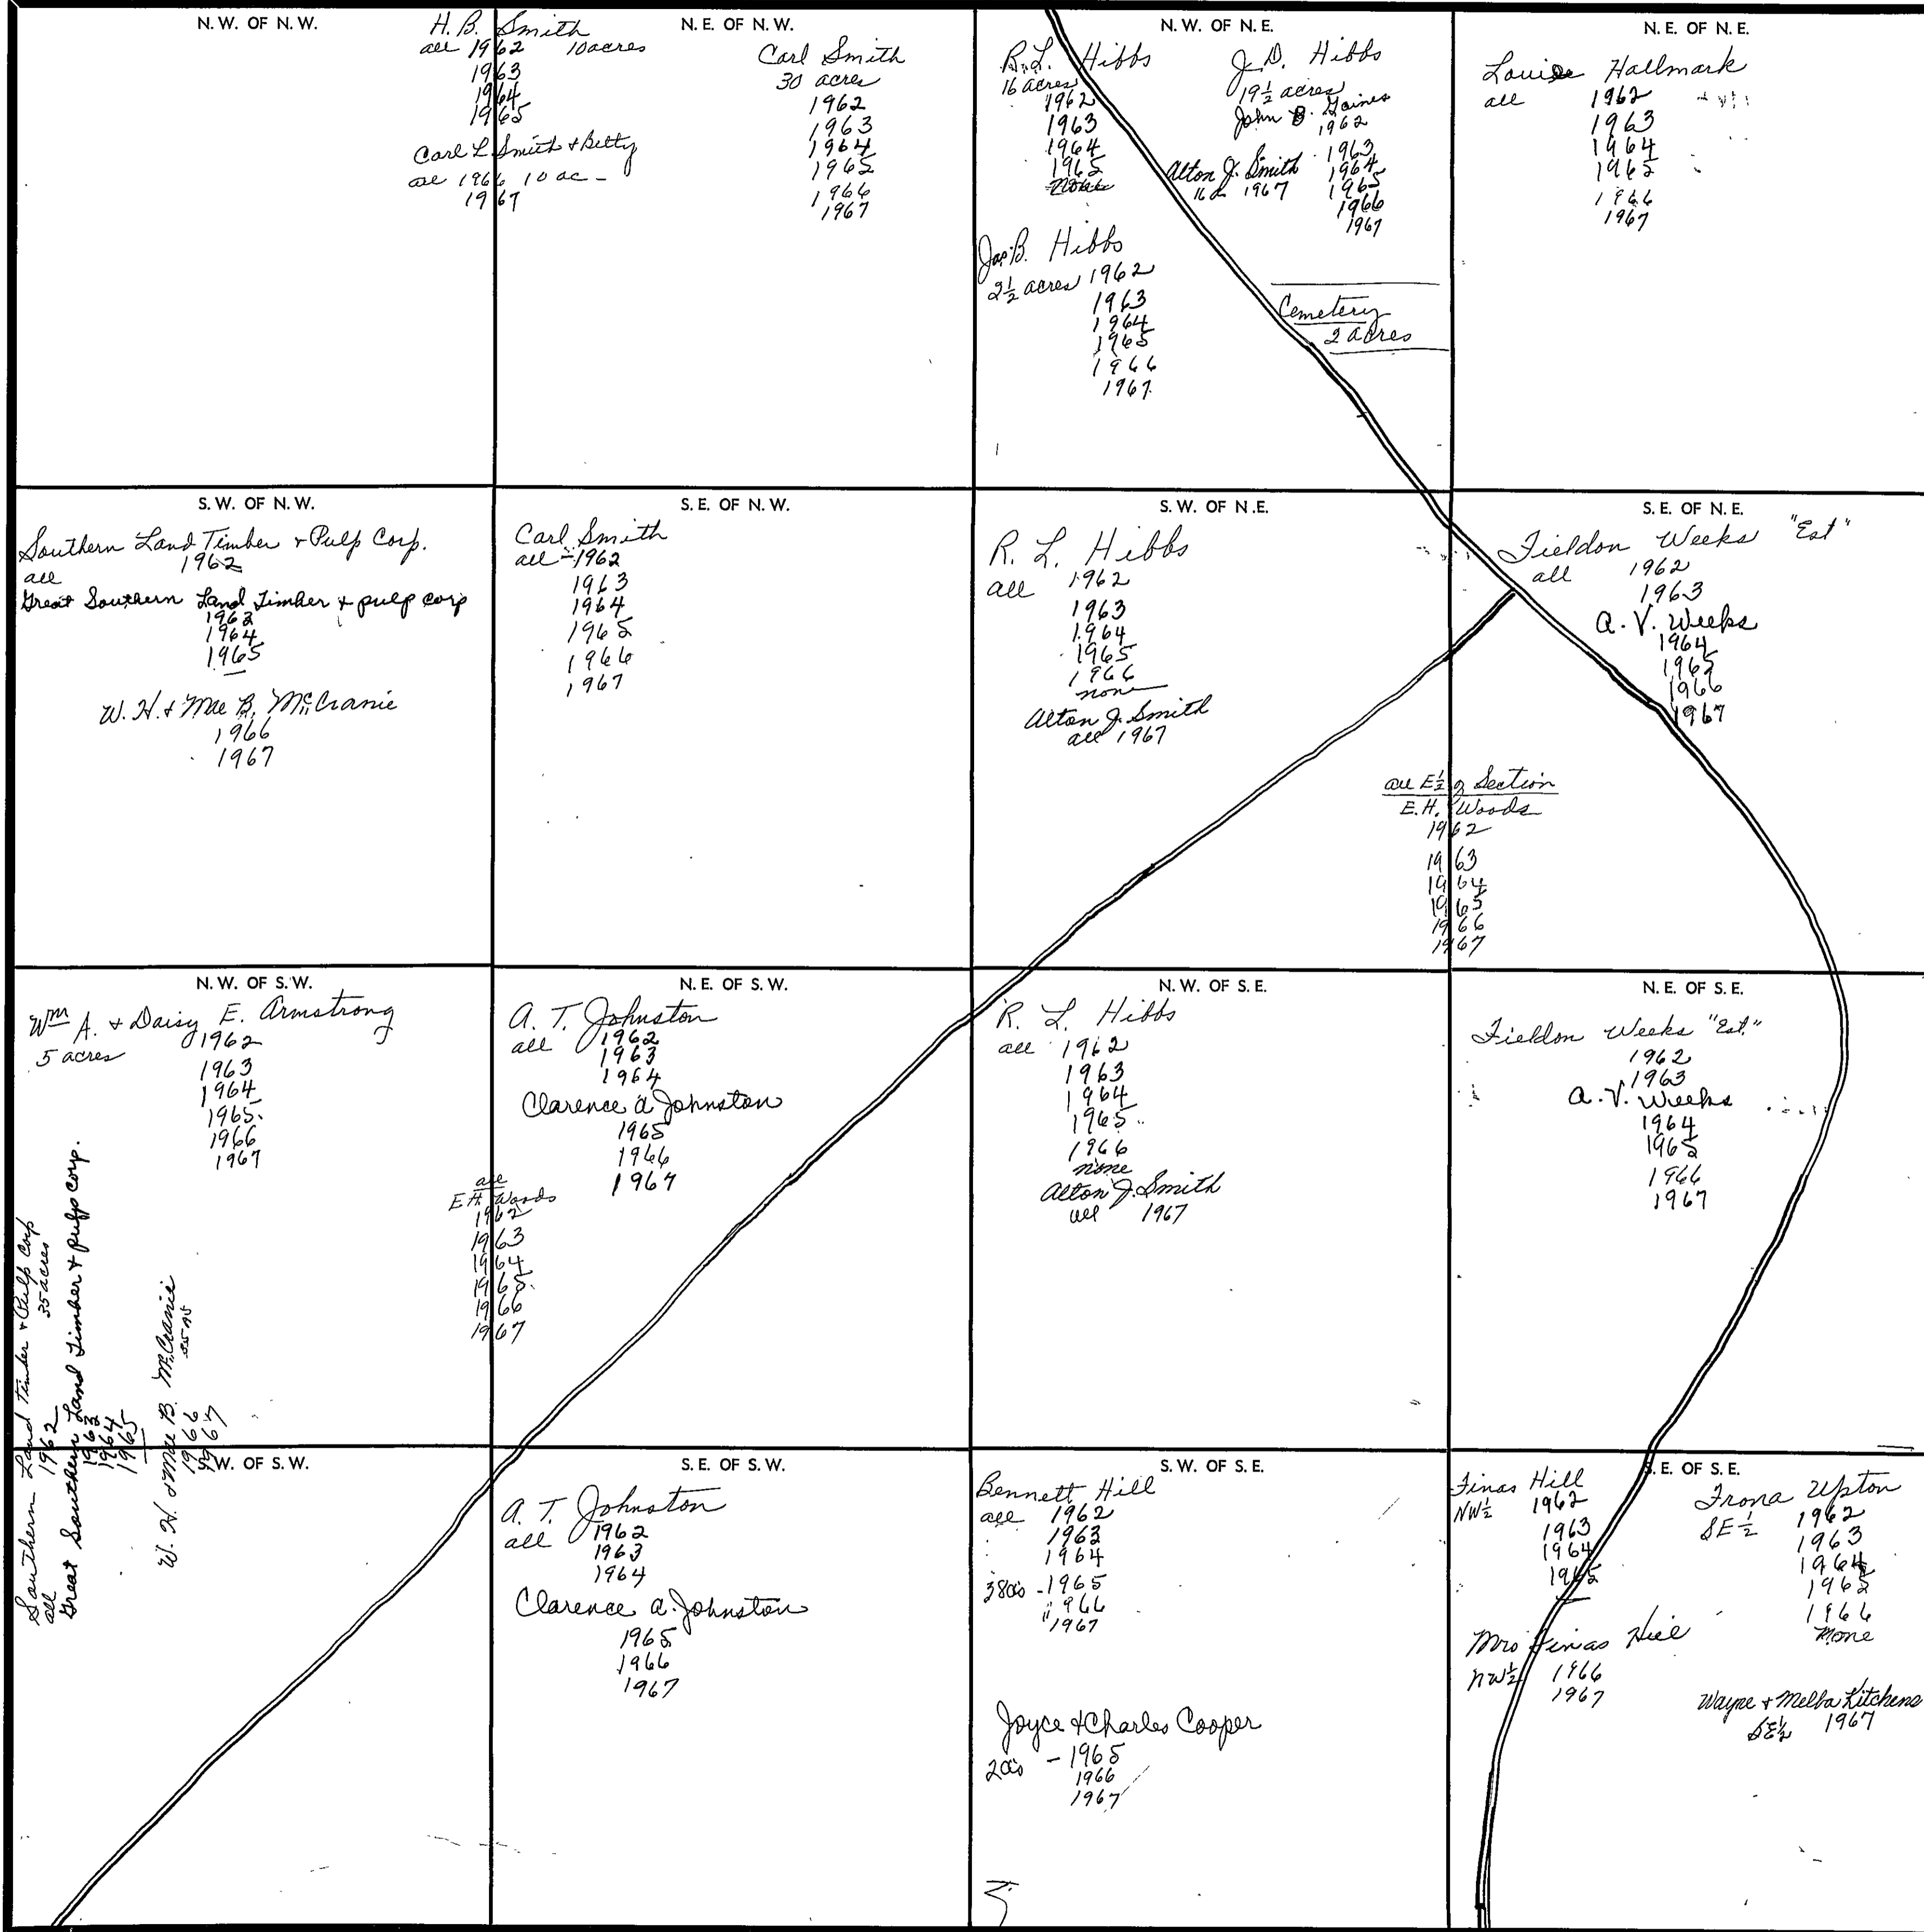 N.W. OF N.W.
H. B. Smith
all 1962 10 acres
1963
1964
1965
Carl L. Smith & Betty
all 1966 10 ac -
1967
N.E. OF N.W.
Carl Smith
30 acres
1962
1963
1964
1965
1966
1967
N.W. OF N.E.
R.L. Hibbs
16 acres
1962
1963
1964
1965
none
Jas B. Hibbs
2½ acres 1962
1963
1964
1965
1966
1967
J. D. Hibbs
19½ acres
John B. Gaines
1962
1963
1964
1965
1966
1967
Alton J. Smith
16 a 1967
Cemetery
2 acres
N.E. OF N.E.
Louise Hallmark
all 1962
1963
1964
1965
1966
1967
S.W. OF N.W.
Southern Land Timber & Pulp Corp.
1962
all
Great Southern Land Timber & pulp corp
1963
1964
1965
W. H. & Mae B. McCranie
1966
1967
S.E. OF N.W.
Carl Smith
all - 1962
1963
1964
1965
1966
1967
S.W. OF N.E.
R. L. Hibbs
all 1962
1963
1964
1965
1966
none
Alton J. Smith
all 1967
S.E. OF N.E.
Fieldon Weeks "Est"
all 1962
1963
A. V. Weeks
1964
1965
1966
1967
all E½ of Section
E.H. Woods
1962
1963
1964
1965
1966
1967
N.W. OF S.W.
Wm A. & Daisy E. Armstrong
1962
5 acres
1963
1964
1965
1966
1967
Southern Land Timber & Pulp Corp
35 acres
all 1962
Great Southern Land Timber & pulp corp.
1963
1964
1965
W. H. & Mae B. McCranie
1966
1967
N.E. OF S.W.
A. T. Johnston
all 1962
1963
1964
Clarence A Johnston
1965
1966
1967
all
E H. Woods
1962
1963
1964
1965
1966
1967
N.W. OF S.E.
R. L. Hibbs
all 1962
1963
1964
1965
1966
none
Alton J. Smith
all 1967
N.E. OF S.E.
Fieldon Weeks "Est."
1962
1963
A. V. Weeks
1964
1965
1966
1967
S.W. OF S.W.
S.E. OF S.W.
A. T. Johnston
all 1962
1963
1964
Clarence A. Johnston
1965
1966
1967
S.W. OF S.E.
Bennett Hill
all 1962
1963
1964
38 a's - 1965
" 1966
1967
Joyce & Charles Cooper
2 a's - 1965
1966
1967
S.E. OF S.E.
Finas Hill
NW½ 1962
1963
1964
1965
Mrs Finas Hill
NW½ 1966
1967
Frona Upton
SE½ 1962
1963
1964
1965
1966
none
Wayne & Melba Kitchens
SE½ 1967